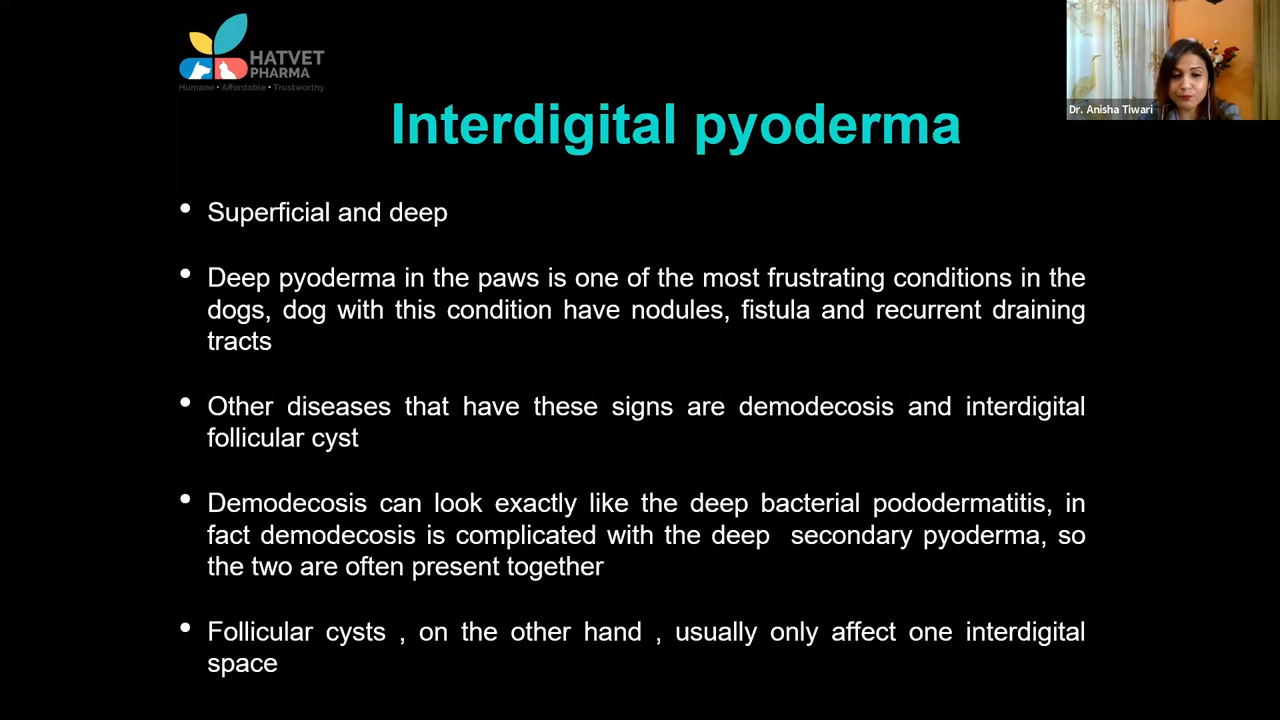 HATVET
PHARMA
Humane • Affordable • Trustworthy
Dr. Anisha Tiwari
Interdigital pyoderma
• Superficial and deep
• Deep pyoderma in the paws is one of the most frustrating conditions in the
dogs, dog with this condition have nodules, fistula and recurrent draining
tracts
• Other diseases that have these signs are demodecosis and interdigital
follicular cyst
• Demodecosis can look exactly like the deep bacterial pododermatitis, in
fact demodecosis is complicated with the deep  secondary pyoderma, so
the two are often present together
• Follicular cysts , on the other hand , usually only affect one interdigital
space